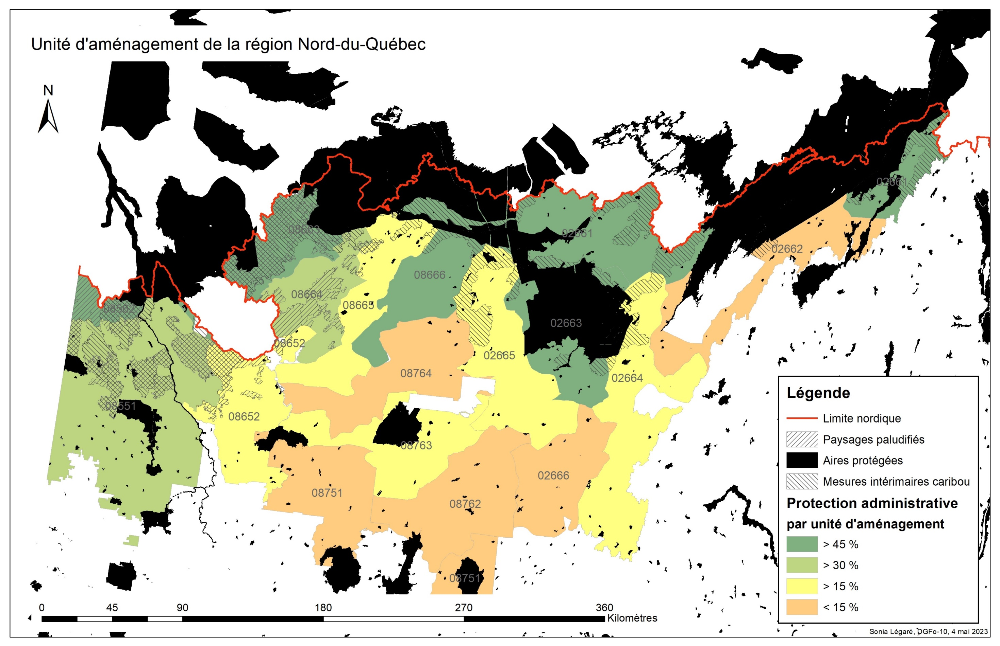 Unité d'aménagement de la région Nord-du-Québec
N
02661
08663
02661
02662
08666
08664
08665
08562
02663
08652
02665
08764
02664
08551
08652
08763
02666
08751
08762
08751
Légende
Limite nordique
Paysages paludifiés
Aires protégées
Mesures intérimaires caribou
Protection administrative
par unité d'aménagement
> 45 %
> 30 %
> 15 %
< 15 %
0 45 90 180 270 360
Kilomètres
Sonia Légaré, DGFo-10, 4 mai 2023